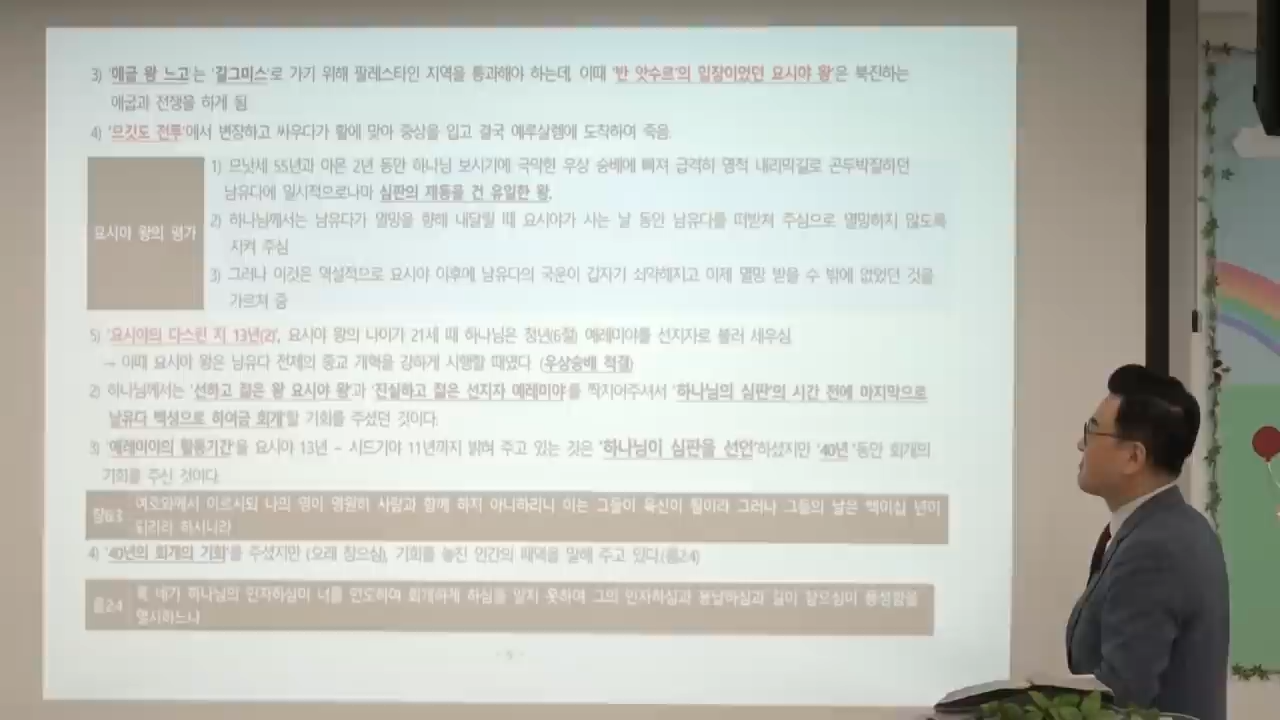 3) '애굽 왕 느고'는 '길그미스'로 가기 위해 팔레스타인 지역을 통과해야 하는데, 이때 '반 앗수르'의 입장이었던 요시야 왕'은 북진하는
애굽과 전쟁을 하게 됨
4) '므깃도 전투'에서 변장하고 싸우다가 활에 맞아 중상을 입고 결국 예루살렘에 도착하여 죽음
요시야 왕의 평가
1) 므낫세 55년과 아몬 2년 동안 하나님 보시기에 극악한 우상 숭배에 빠져 급격히 영적 내리막길로 곤두박질하던
남유다에 일시적으로나마 심판의 제동을 건 유일한 왕.
2) 하나님께서는 남유다가 멸망을 향해 내달릴 때 요시야가 사는 날 동안 남유다를 떠받쳐 주심으로 멸망하지 않도록
지켜 주심
3) 그러나 이것은 역설적으로 요시야 이후에 남유다의 국운이 갑자기 쇠약해지고 이제 멸망 받을 수 밖에 없었던 것을
가르쳐 줌
5) '요시야의 다스린 지 13년(2)', 요시야 왕의 나이가 21세 때 하나님은 청년(6절) 예레미야를 선지자로 불러 세우심
→ 이때 요시야 왕은 남유다 전체의 종교 개혁을 강하게 시행할 때였다. (우상숭배 척결)
2) 하나님께서는 '선하고 젊은 왕 요시야 왕'과 '진실하고 젊은 선지자 예레미야'를 짝지어주셔서 '하나님의 심판'의 시간 전에 마지막으로
남유다 백성으로 하여금 회개'할 기회를 주셨던 것이다.
3) '예레미야의 활동기간'을 요시야 13년 - 시드기야 11년까지 밝혀 주고 있는 것은 '하나님이 심판을 선언'하셨지만 '40년'동안 회개의
기회를 주신 것이다.
창6:3 여호와께서 이르시되 나의 영이 영원히 사람과 함께 하지 아니하리니 이는 그들이 육신이 됨이라 그러나 그들의 날은 백이십 년이
되리라 하시니라
4) '40년의 회개의 기회'를 주셨지만 (오래 참으심), 기회를 놓친 인간의 패역을 말해 주고 있다.(롬2:4)
롬2:4 혹 네가 하나님의 인자하심이 너를 인도하여 회개하게 하심을 알지 못하여 그의 인자하심과 용납하심과 길이 참으심이 풍성함을
멸시하느냐
- 9 -